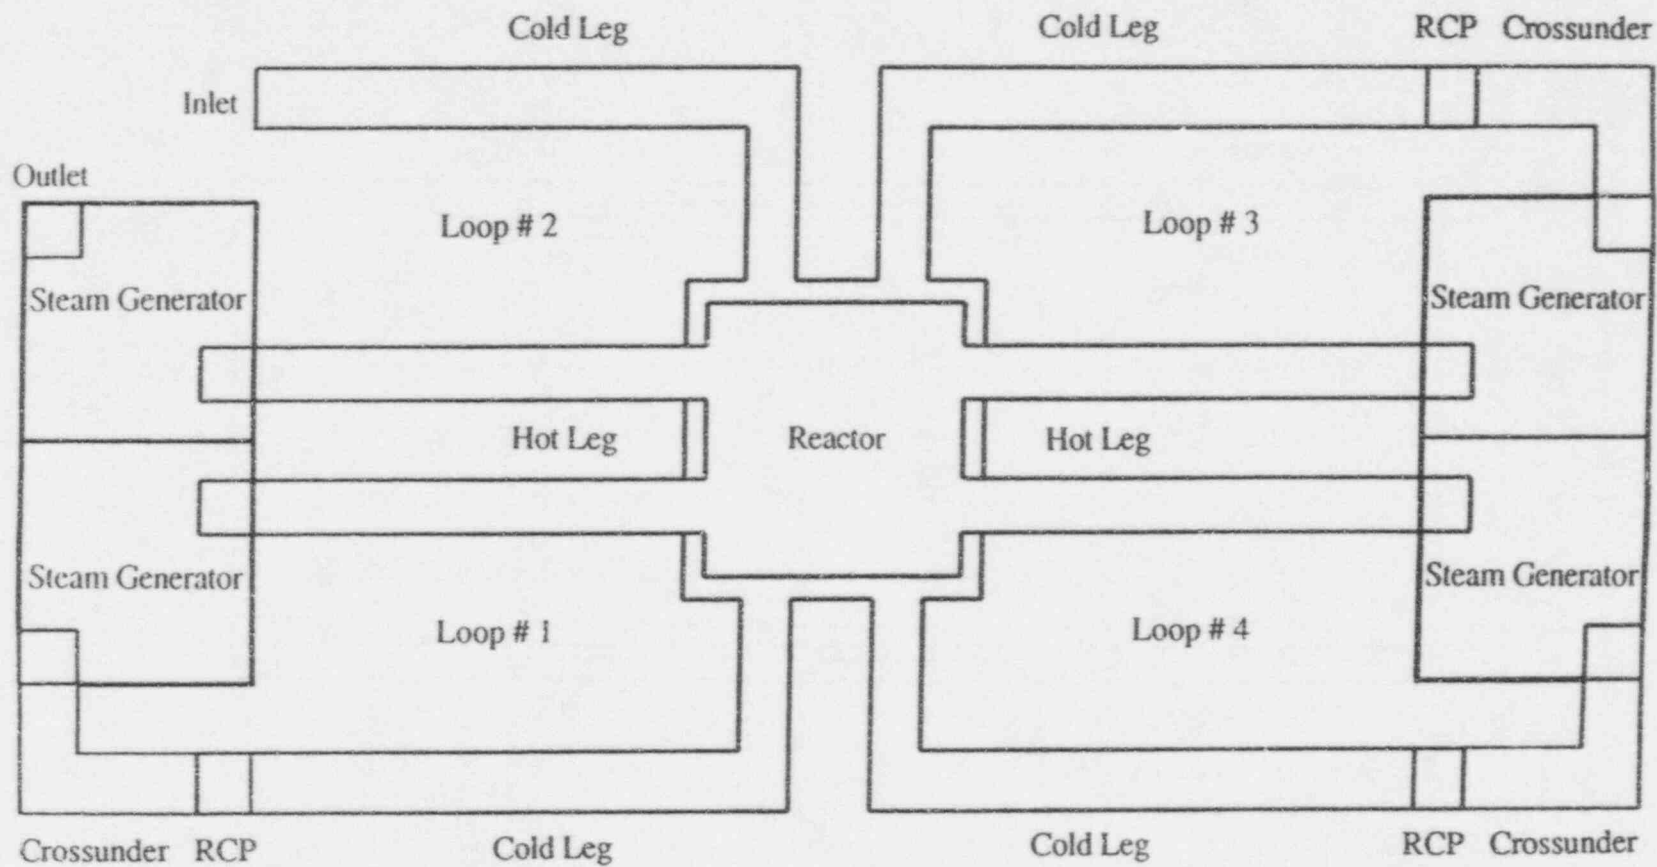 Cold Leg
Cold Leg
RCP Crossunder
Inlet
Outlet
Loop # 2
Loop # 3
Steam Generator
Steam Generator
Hot Leg
Reactor
Hot Leg
Steam Generator
Steam Generator
Loop # 1
Loop # 4
Crossunder RCP
Cold Leg
Cold Leg
RCP Crossunder